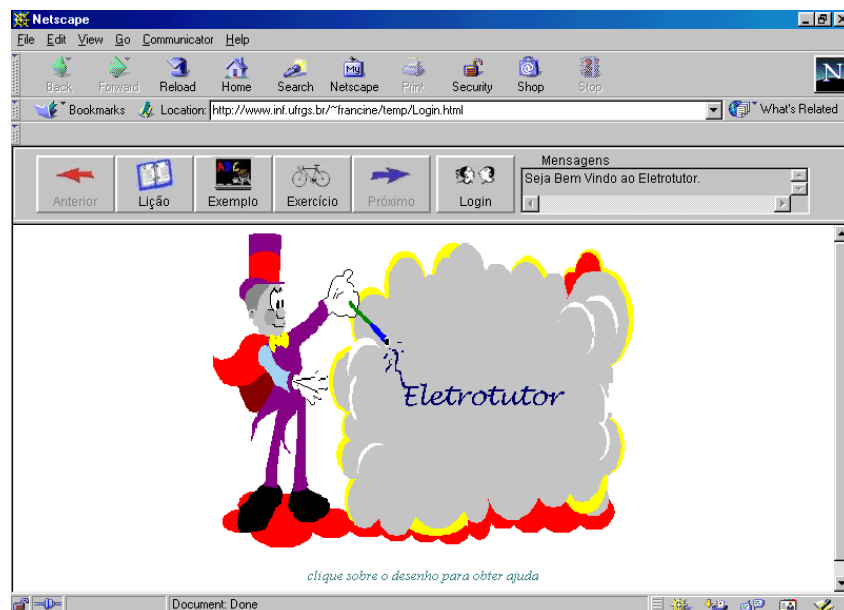 Netscape
File Edit View Go Communicator Help
Back Forward Reload Home Search Netscape Print Security Shop Stop
Bookmarks Location: http://www.inf.ufrgs.br/~francine/temp/Login.html What's Related
Mensagens
Seja Bem Vindo ao Eletrotutor.
Anterior Lição Exemplo Exercício Próximo Login
Eletrotutor
clique sobre o desenho para obter ajuda
Document: Done